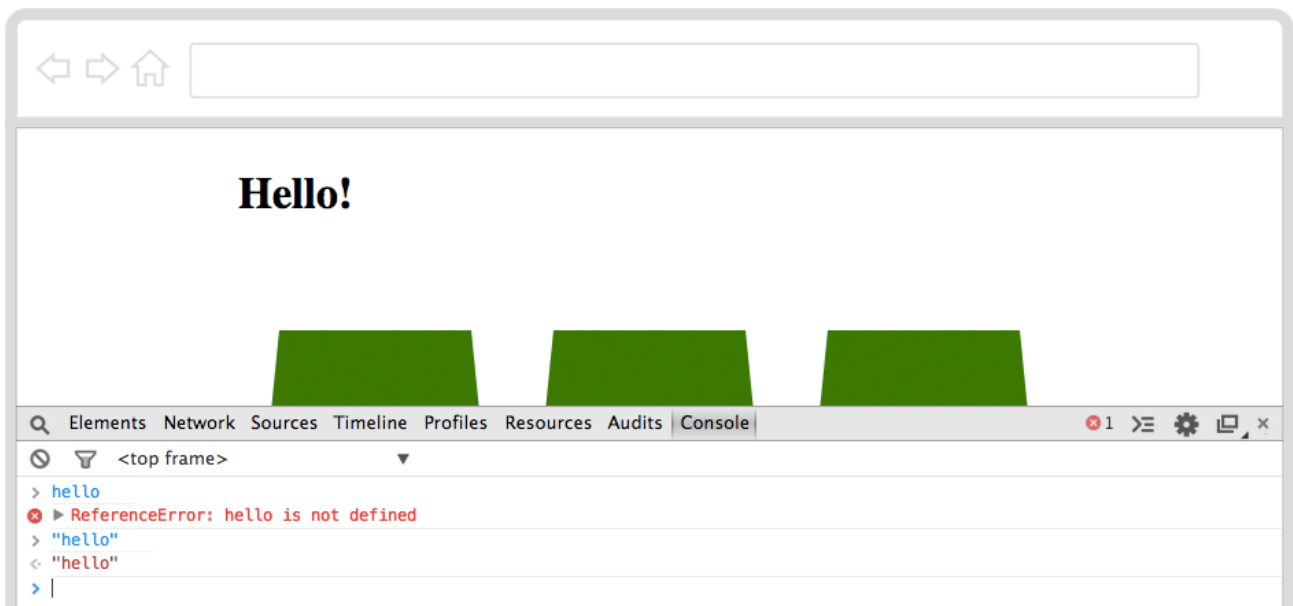 Hello!
Elements Network Sources Timeline Profiles Resources Audits Console 1
<top frame>
hello
ReferenceError: hello is not defined
"hello"
"hello"